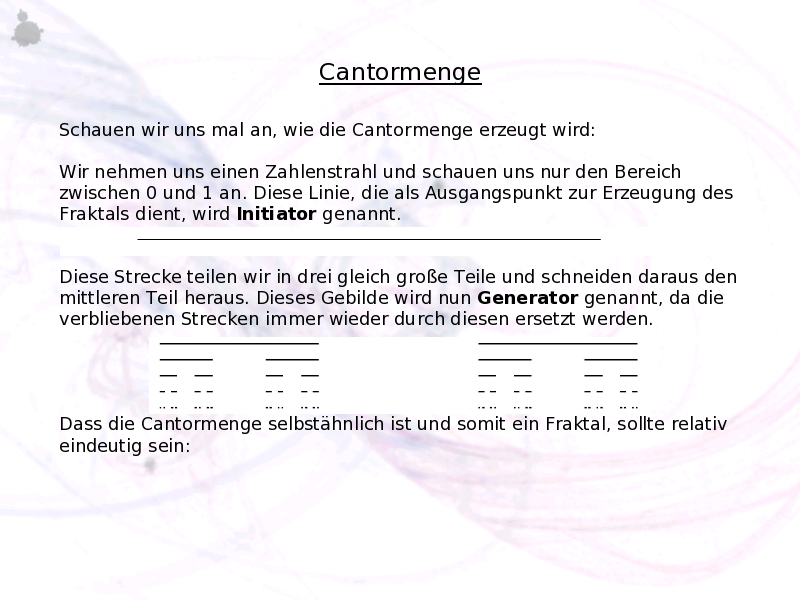 Cantormenge
Schauen wir uns mal an, wie die Cantormenge erzeugt wird:
Wir nehmen uns einen Zahlenstrahl und schauen uns nur den Bereich
zwischen 0 und 1 an. Diese Linie, die als Ausgangspunkt zur Erzeugung des
Fraktals dient, wird Initiator genannt.
Diese Strecke teilen wir in drei gleich große Teile und schneiden daraus den
mittleren Teil heraus. Dieses Gebilde wird nun Generator genannt, da die
verbliebenen Strecken immer wieder durch diesen ersetzt werden.
Dass die Cantormenge selbstähnlich ist und somit ein Fraktal, sollte relativ
eindeutig sein: